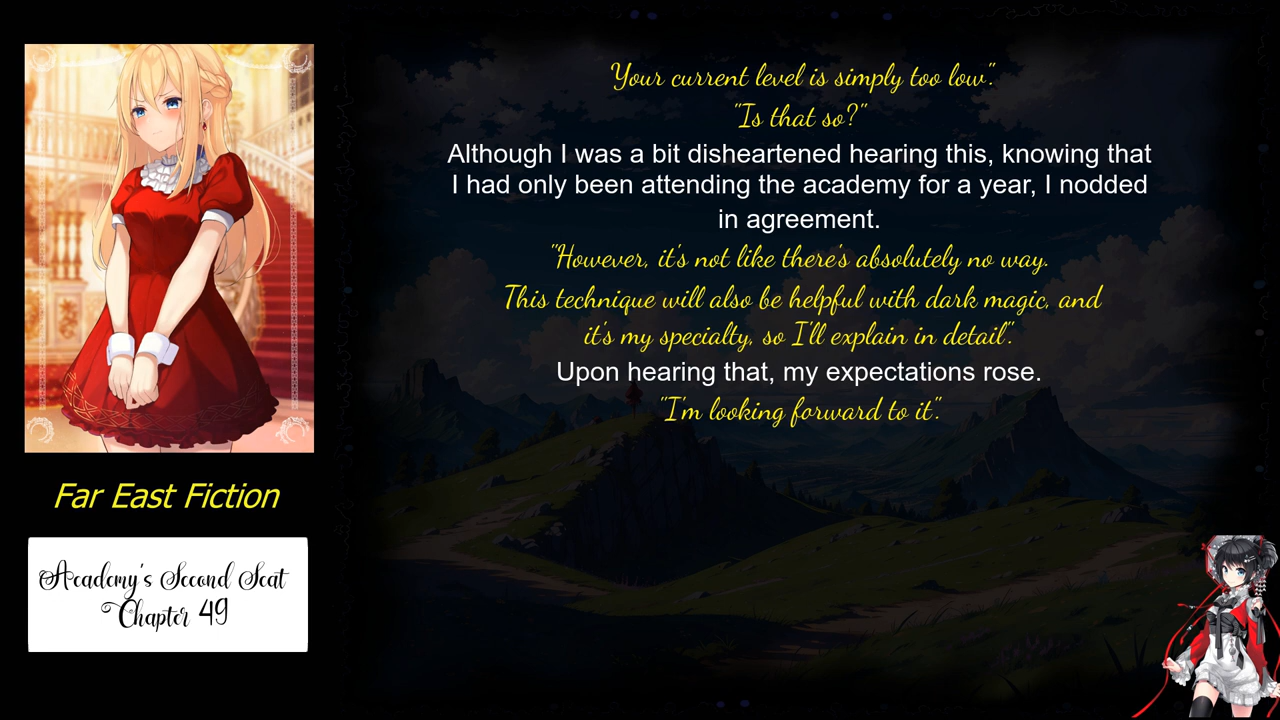 Your current level is simply too low".
"Is that so?"
Although I was a bit disheartened hearing this, knowing that
I had only been attending the academy for a year, I nodded
in agreement.
"However, it's not like there's absolutely no way.
This technique will also be helpful with dark magic, and
it's my specialty, so I'll explain in detail".
Upon hearing that, my expectations rose.
"I'm looking forward to it".
Far East Fiction
Academy's Second Seat
Chapter 49